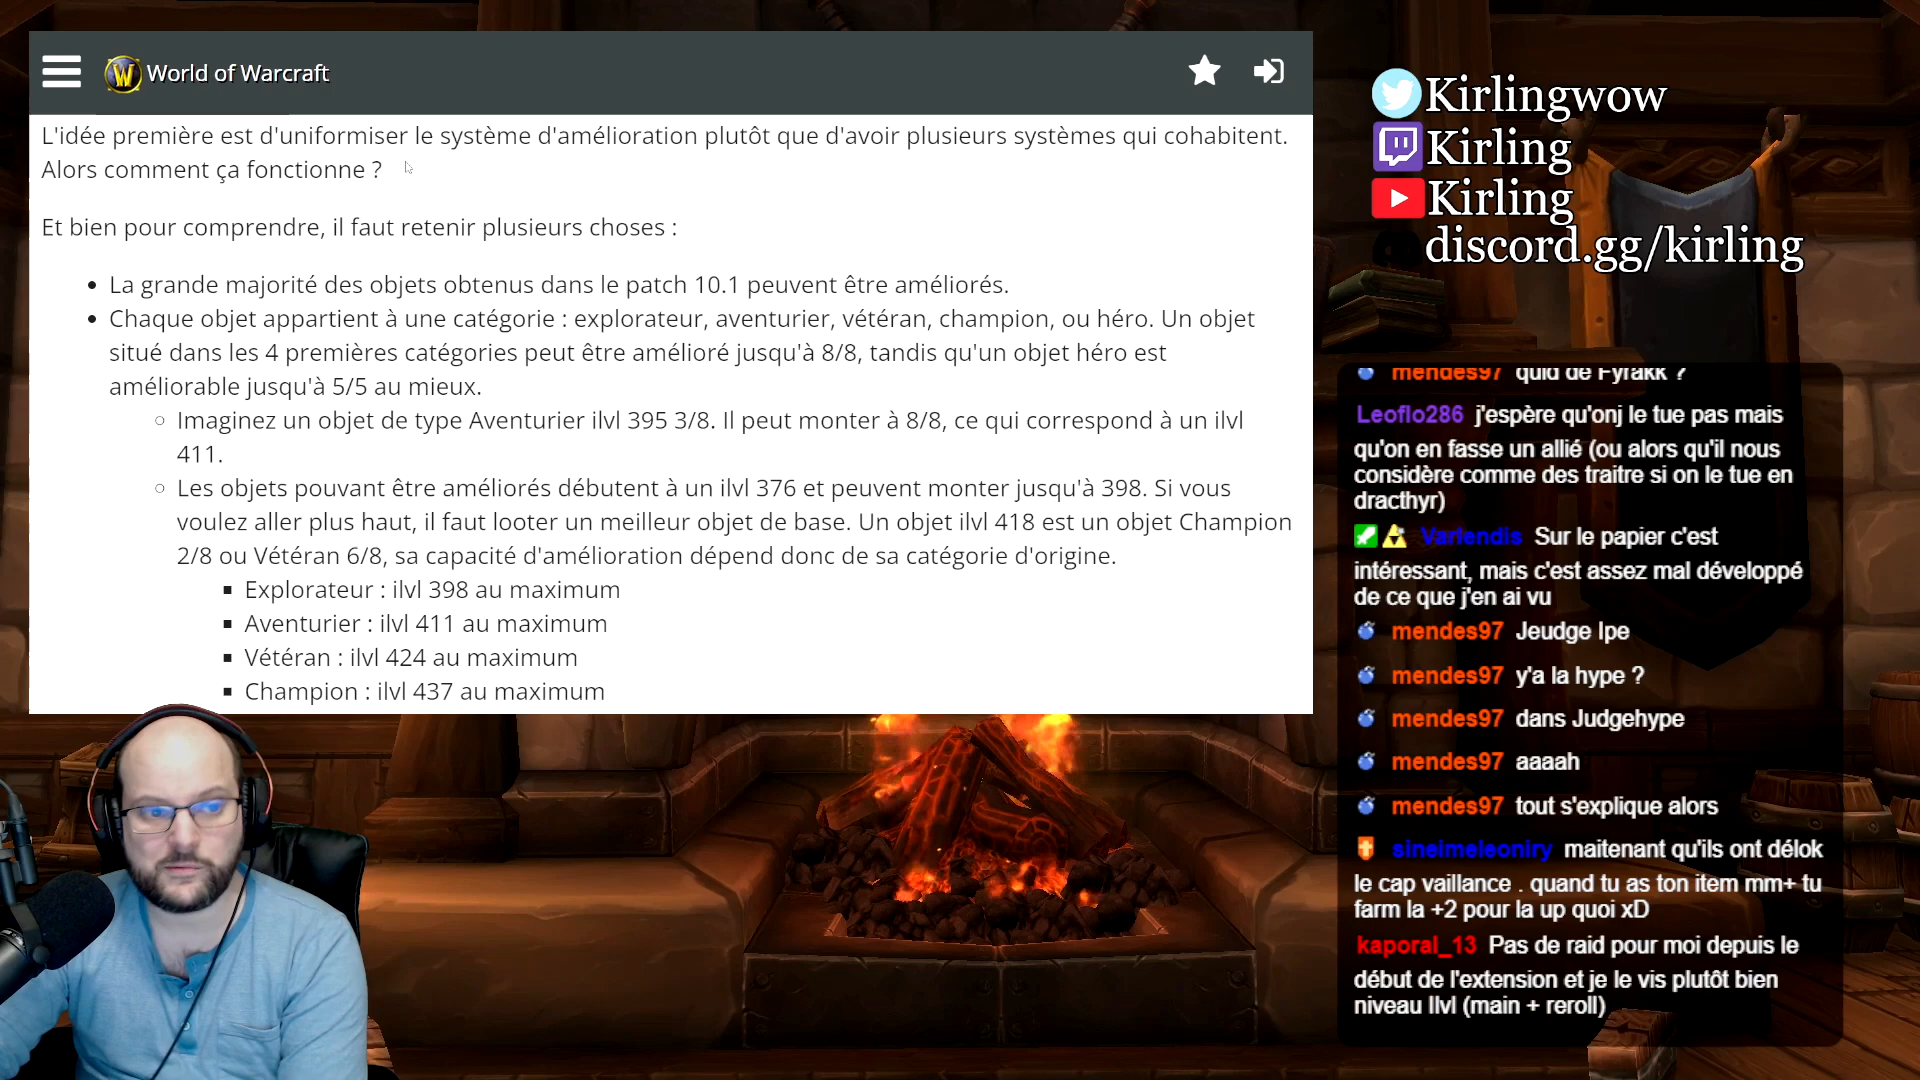 World of Warcraft
L'idée première est d'uniformiser le système d'amélioration plutôt que d'avoir plusieurs systèmes qui cohabitent.
Alors comment ça fonctionne ?
Et bien pour comprendre, il faut retenir plusieurs choses :
La grande majorité des objets obtenus dans le patch 10.1 peuvent être améliorés.
Chaque objet appartient à une catégorie : explorateur, aventurier, vétéran, champion, ou héro. Un objet
situé dans les 4 premières catégories peut être amélioré jusqu'à 8/8, tandis qu'un objet héro est
améliorable jusqu'à 5/5 au mieux.
Imaginez un objet de type Aventurier ilvl 395 3/8. Il peut monter à 8/8, ce qui correspond à un ilvl
411.
Les objets pouvant être améliorés débutent à un ilvl 376 et peuvent monter jusqu'à 398. Si vous
voulez aller plus haut, il faut looter un meilleur objet de base. Un objet ilvl 418 est un objet Champion
2/8 ou Vétéran 6/8, sa capacité d'amélioration dépend donc de sa catégorie d'origine.
Explorateur : ilvl 398 au maximum
Aventurier : ilvl 411 au maximum
Vétéran : ilvl 424 au maximum
Champion : ilvl 437 au maximum
Kirlingwow
Kirling
Kirling
discord.gg/kirling
mendes97 quid de Fyrakk ?
Leoflo286 j'espère qu'onj le tue pas mais
qu'on en fasse un allié (ou alors qu'il nous
considère comme des traitre si on le tue en
dracthyr)
Varlendis Sur le papier c'est
intéressant, mais c'est assez mal développé
de ce que j'en ai vu
mendes97 Jeudge Ipe
mendes97 y'a la hype ?
mendes97 dans Judgehype
mendes97 aaaah
mendes97 tout s'explique alors
sineimeleoniry maitenant qu'ils ont délok
le cap vaillance . quand tu as ton item mm+ tu
farm la +2 pour la up quoi xD
kaporal_13 Pas de raid pour moi depuis le
début de l'extension et je le vis plutôt bien
niveau Ilvl (main + reroll)